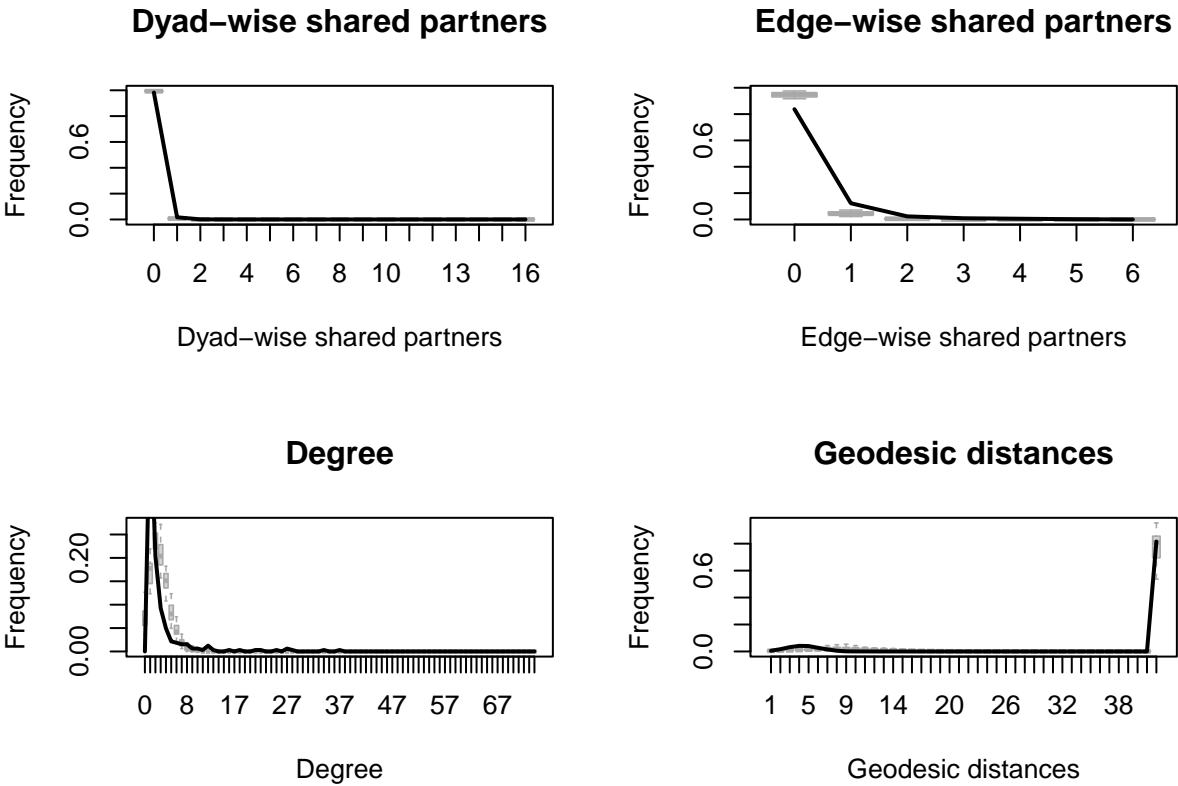 Dyad−wise shared partners
Frequency
0.0 0.6
0 2 4 6 8 10 13 16
Dyad−wise shared partners
Edge−wise shared partners
Frequency
0.0 0.6
0 1 2 3 4 5 6
Edge−wise shared partners
Degree
Frequency
0.00 0.20
0 8 17 27 37 47 57 67
Degree
Geodesic distances
Frequency
0.0 0.6
1 5 9 14 20 26 32 38
Geodesic distances